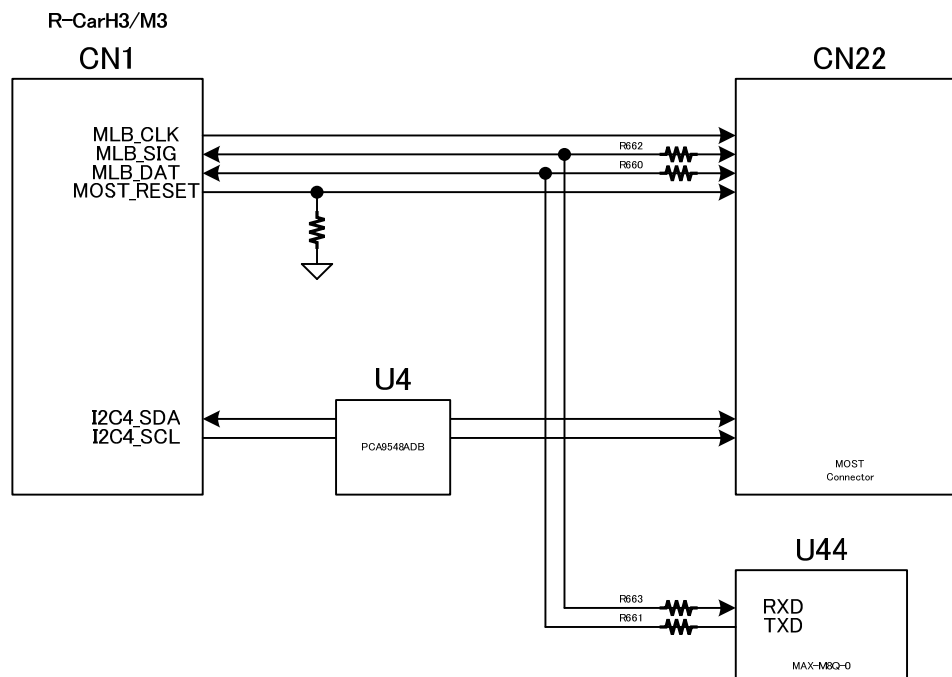 R-CarH3/M3
CN1
CN22
MLB_CLK
MLB_SIG
MLB_DAT
MOST_RESET
R662
R660
U4
I2C4_SDA
I2C4_SCL
PCA9548ADB
MOST
Connector
U44
R663
R661
RXD
TXD
MAX-M8Q-0